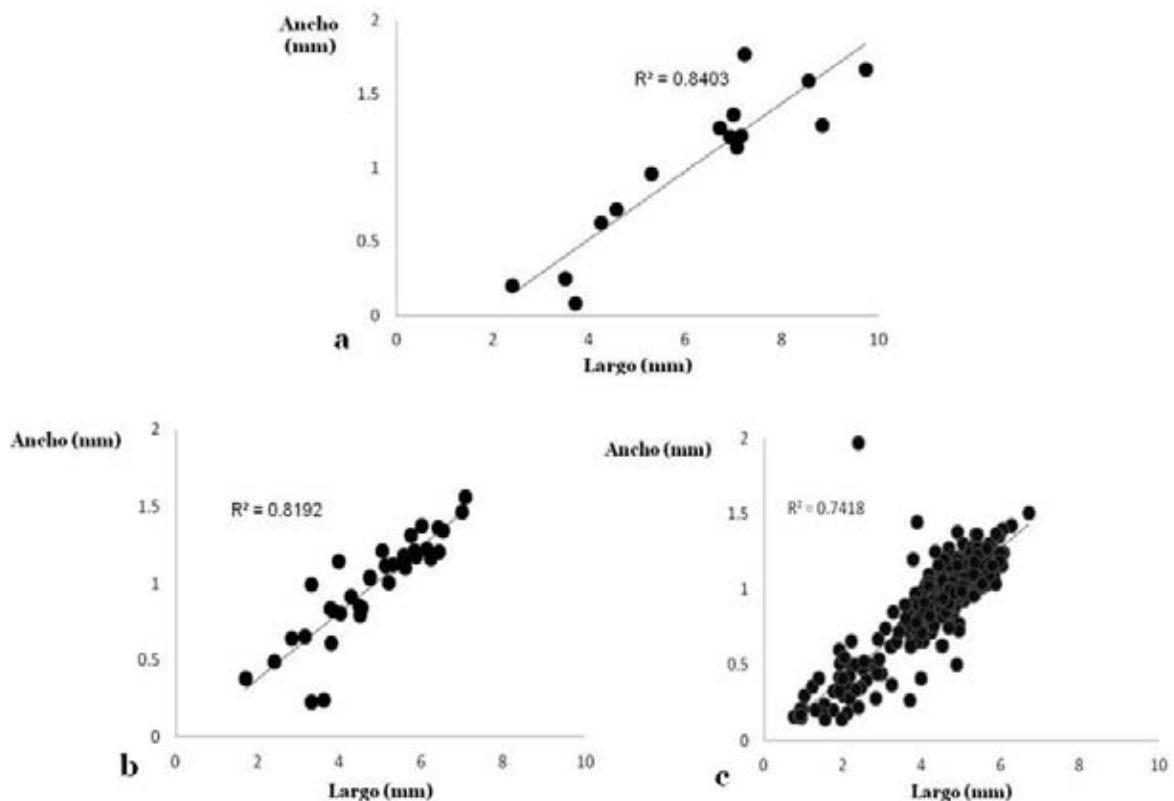 Ancho
(mm)
2
1.5
1
0.5
0
R² = 0.8403
0 2 4 6 8 10
Largo (mm)
a
Ancho (mm)
2
1.5
1
0.5
0
R² = 0.8192
0 2 4 6 8 10
Largo (mm)
b
Ancho (mm)
2
1.5
1
0.5
0
R² = 0.7418
0 2 4 6 8 10
Largo (mm)
c